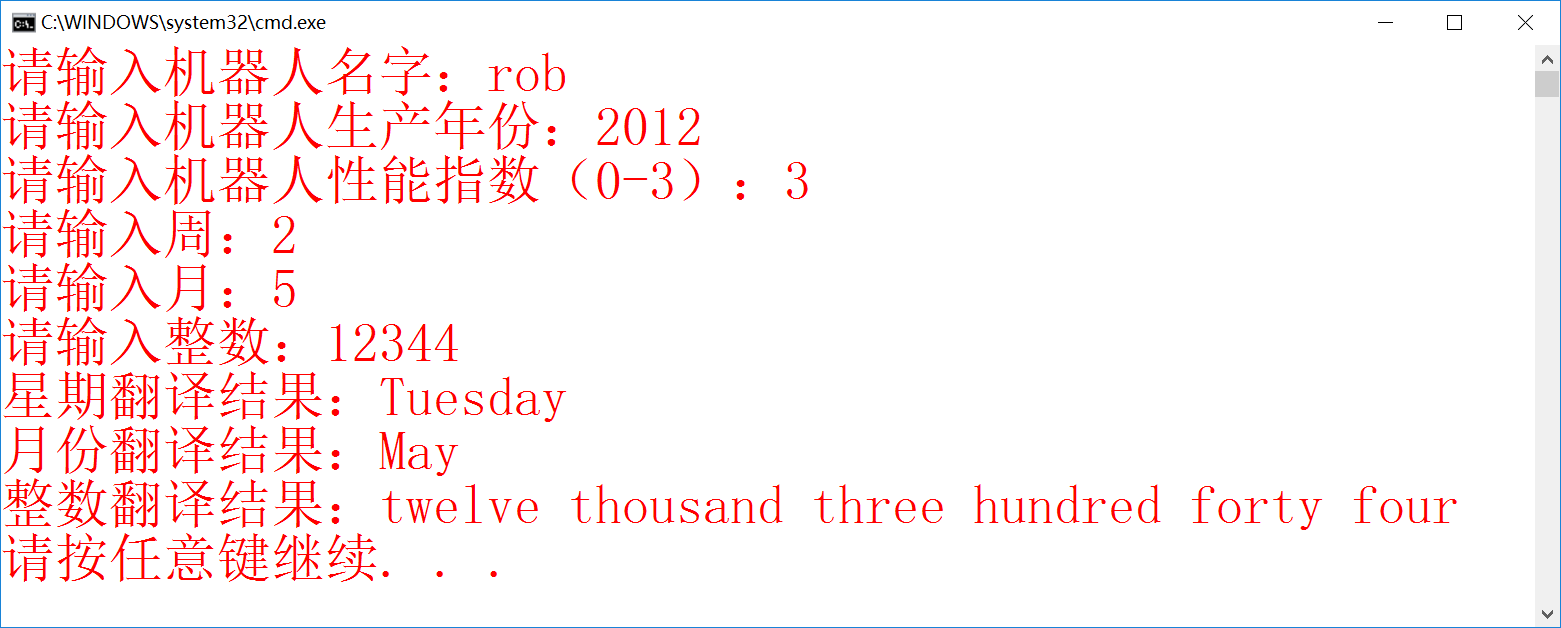 C:\WINDOWS\system32\cmd.exe
请输入机器人名字：rob
请输入机器人生产年份：2012
请输入机器人性能指数（0-3）：3
请输入周：2
请输入月：5
请输入整数：12344
星期翻译结果：Tuesday
月份翻译结果：May
整数翻译结果：twelve thousand three hundred forty four
请按任意键继续. . .